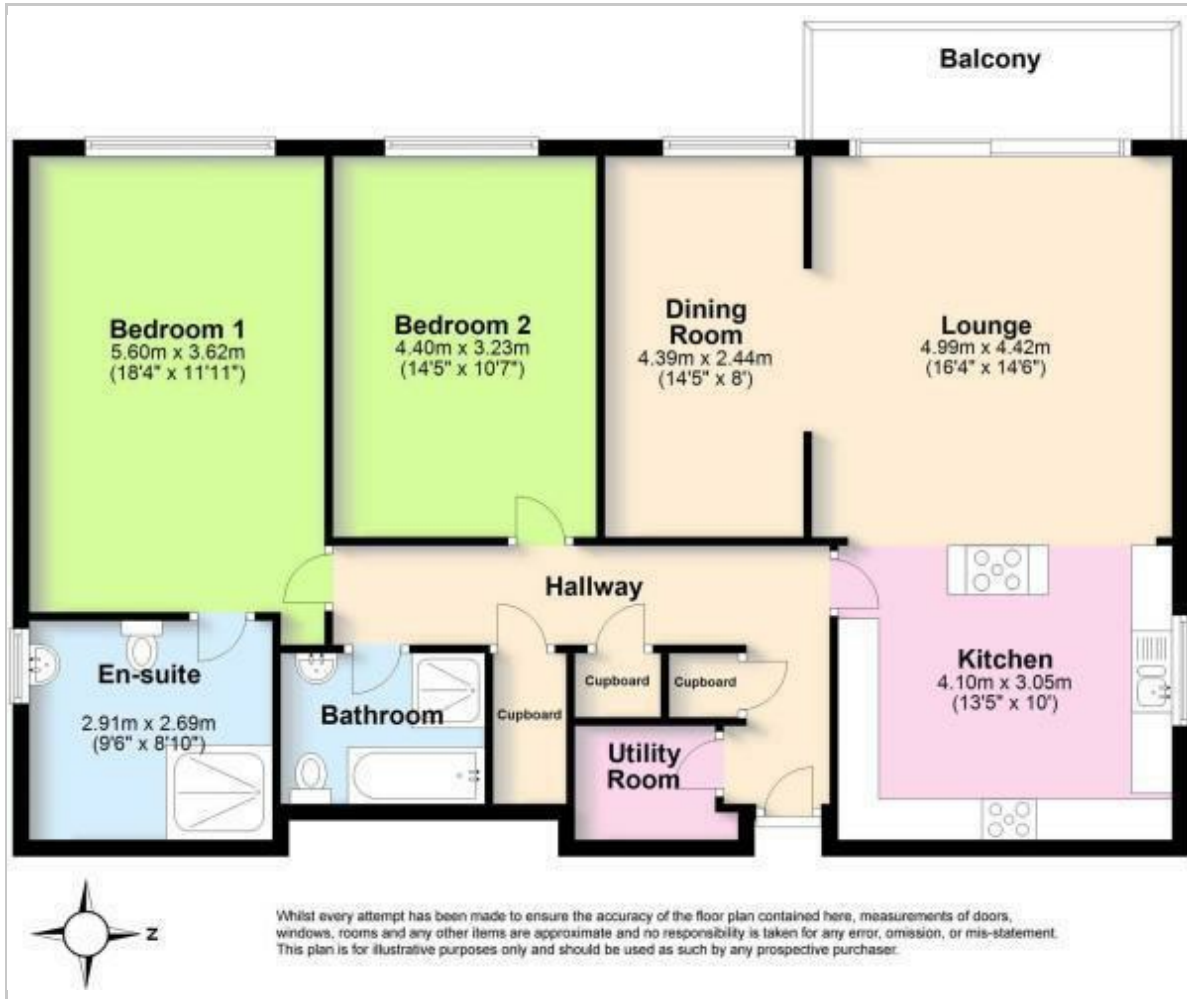 Balcony
Bedroom 1
5.60m x 3.62m
(18'4" x 11'11")
Bedroom 2
4.40m x 3.23m
(14'5" x 10'7")
Dining
Room
4.39m x 2.44m
(14'5" x 8')
Lounge
4.99m x 4.42m
(16'4" x 14'6")
Hallway
En-suite
2.91m x 2.69m
(9'6" x 8'10")
Bathroom
Cupboard
Cupboard
Cupboard
Utility
Room
Kitchen
4.10m x 3.05m
(13'5" x 10')
N
Whilst every attempt has been made to ensure the accuracy of the floor plan contained here, measurements of doors,
windows, rooms and any other items are approximate and no responsibility is taken for any error, omission, or mis-statement.
This plan is for illustrative purposes only and should be used as such by any prospective purchaser.